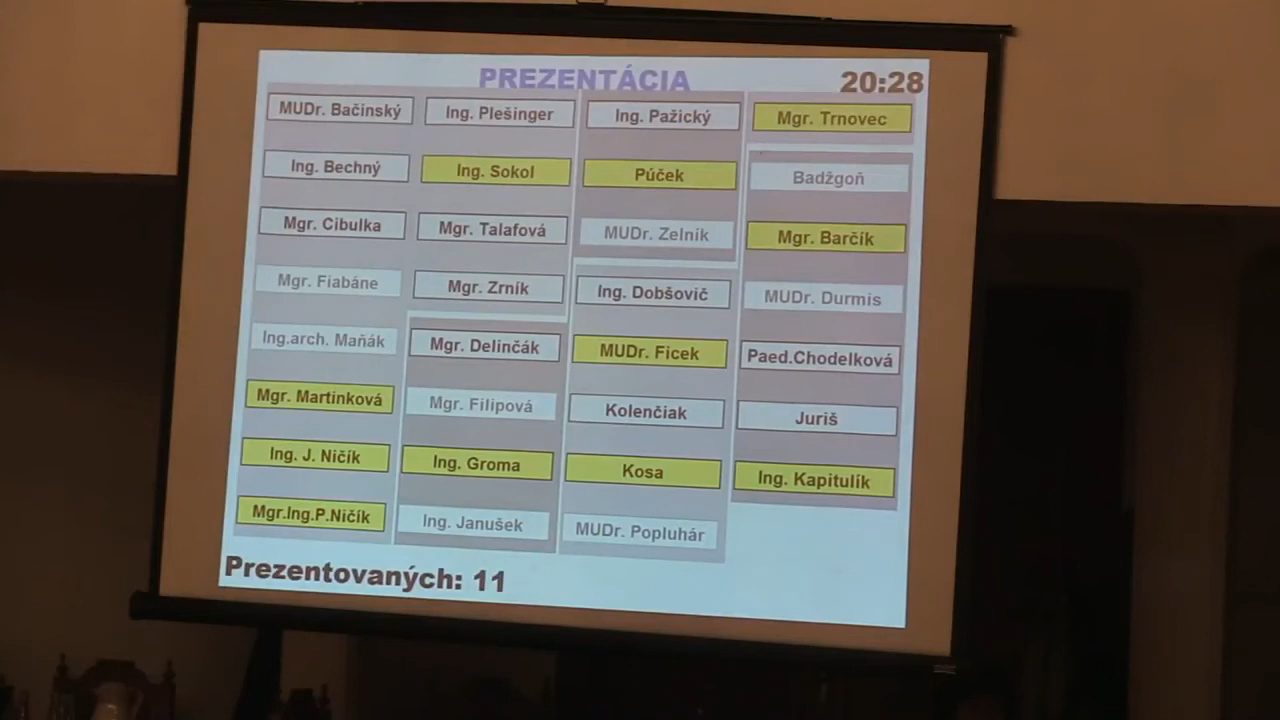 PREZENTÁCIA 20:28
MUDr. Bačinský
Ing. Bechný
Mgr. Cibulka
Mgr. Fiabáne
Ing.arch. Maňák
Mgr. Martinková
Ing. J. Ničík
Mgr.Ing.P.Ničík
Ing. Plešinger
Ing. Sokol
Mgr. Talafová
Mgr. Zrník
Mgr. Delinčák
Mgr. Filipová
Ing. Groma
Ing. Janušek
Ing. Pažický
Púček
MUDr. Zelník
Ing. Dobšovič
MUDr. Ficek
Kolenčiak
Kosa
MUDr. Popluhár
Mgr. Trnovec
Badžgoň
Mgr. Barčík
MUDr. Durmis
Paed.Chodelková
Juriš
Ing. Kapitulík
Prezentovaných: 11